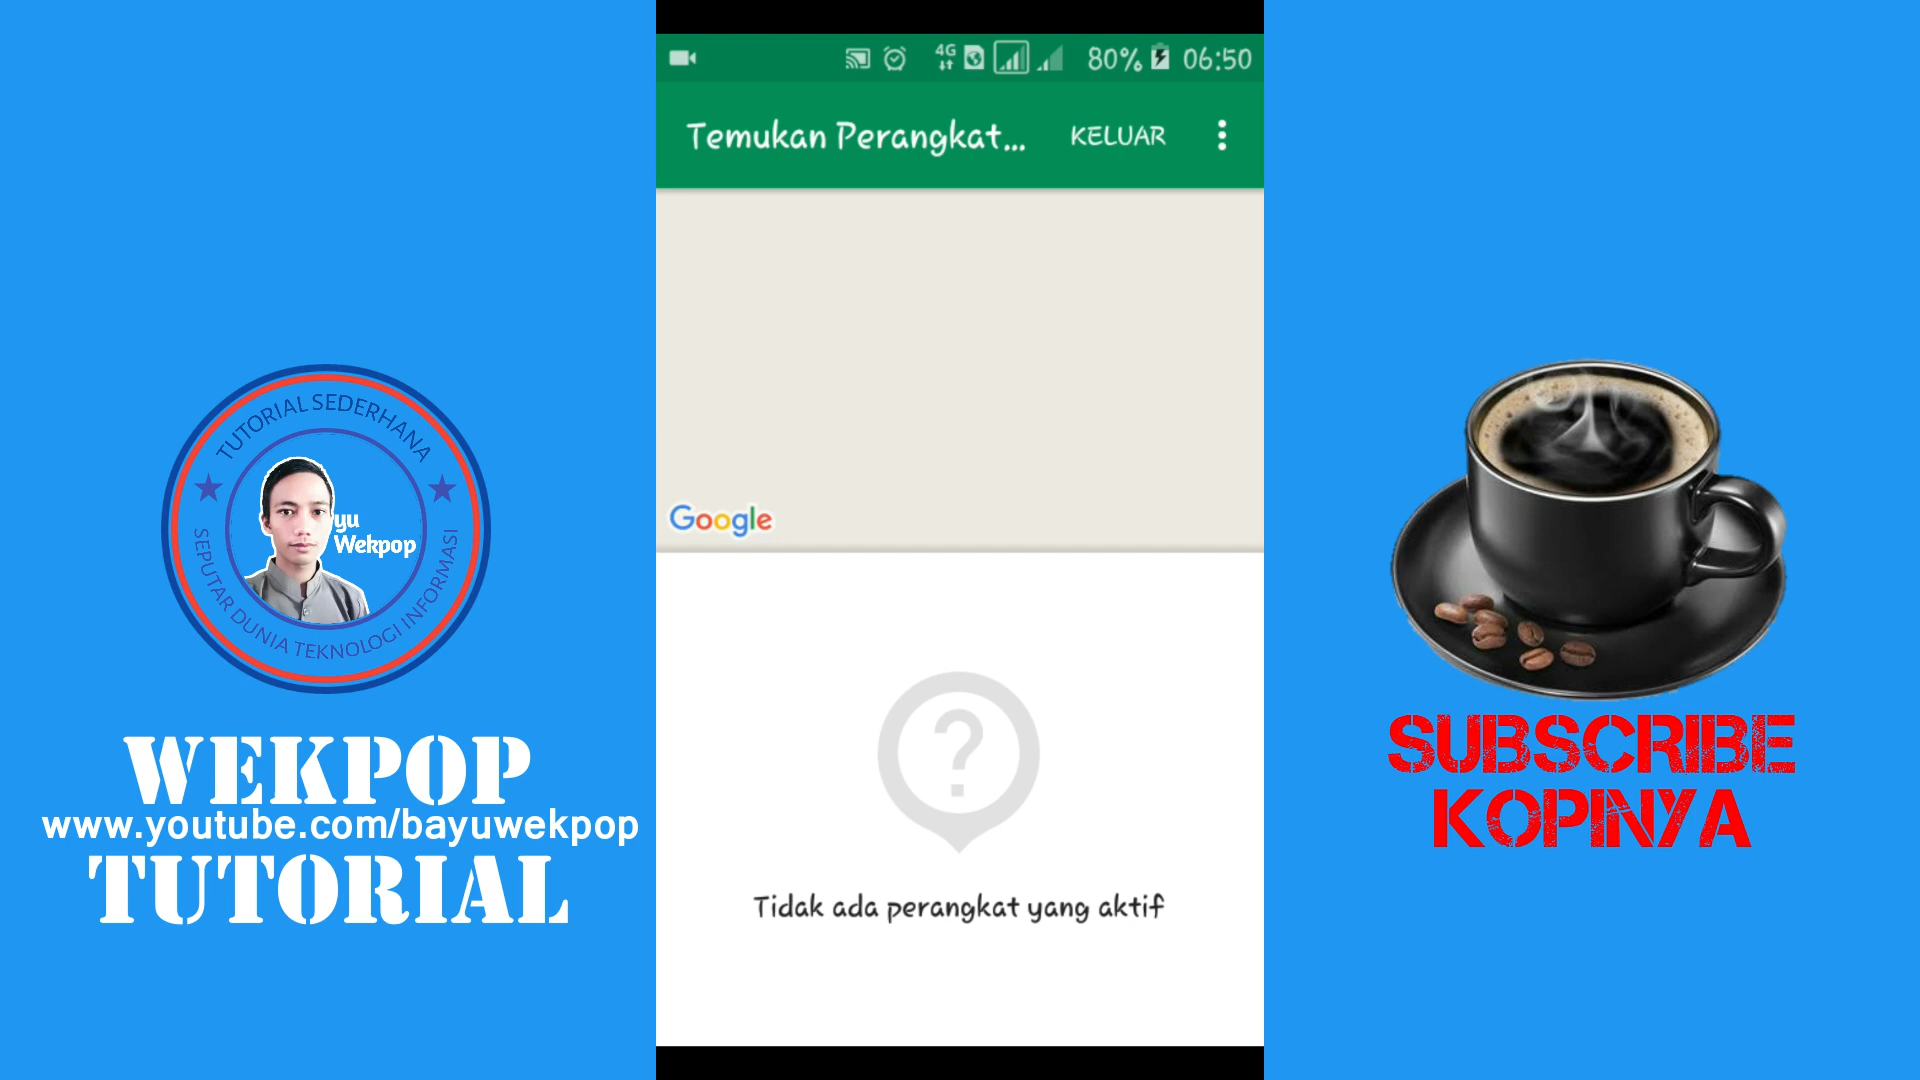 TUTORIAL SEDERHANA
yu
Wekpop
SEPUTAR DUNIA TEKNOLOGI INFORMASI
WEKPOP
www.youtube.com/bayuwekpop
TUTORIAL
4G 80% 06:50
Temukan Perangkat... KELUAR
Google
?
Tidak ada perangkat yang aktif
SUBSCRIBE
KOPINYA